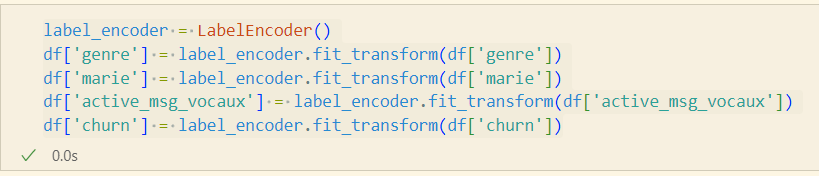 label_encoder = LabelEncoder()
df['genre'] = label_encoder.fit_transform(df['genre'])
df['marie'] = label_encoder.fit_transform(df['marie'])
df['active_msg_vocaux'] = label_encoder.fit_transform(df['active_msg_vocaux'])
df['churn'] = label_encoder.fit_transform(df['churn'])
0.0s